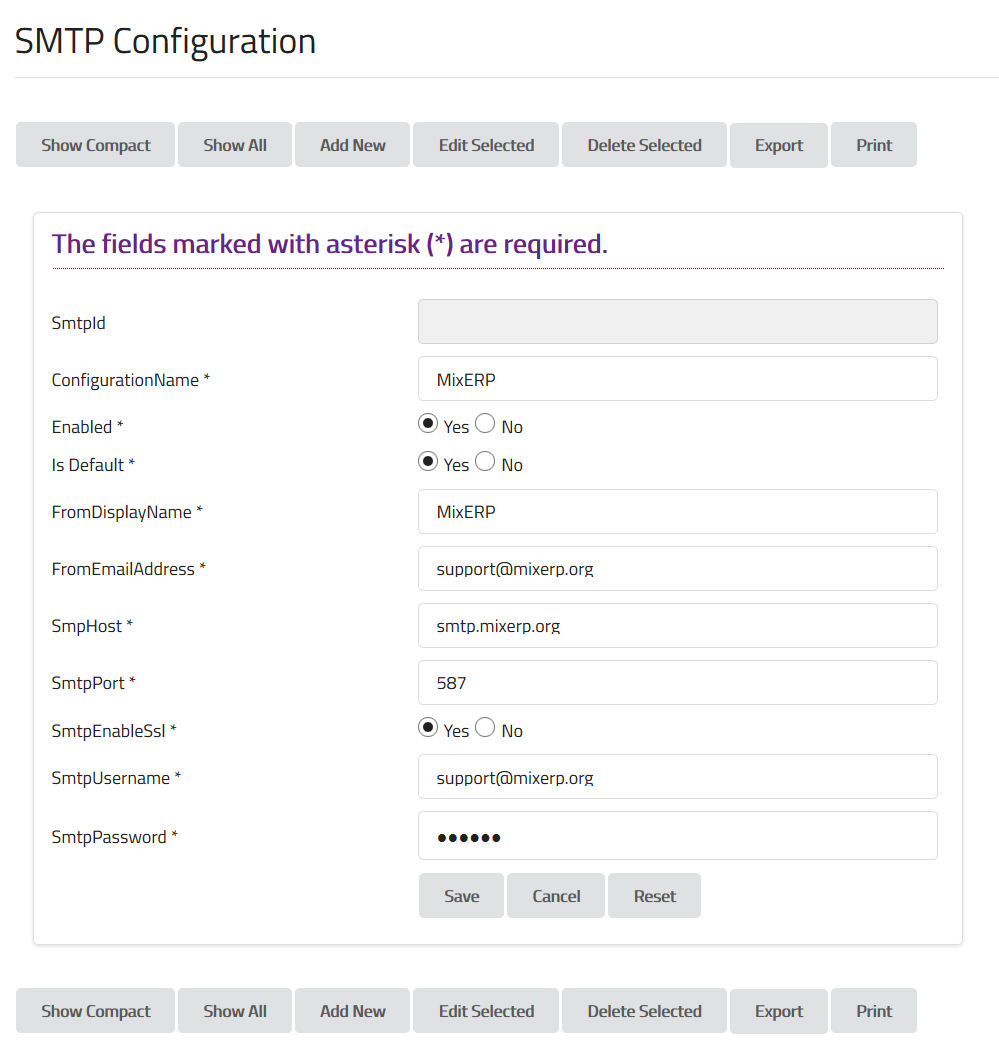 SMTP Configuration
Show Compact Show All Add New Edit Selected Delete Selected Export Print
The fields marked with asterisk (*) are required.
SmtpId
ConfigurationName * MixERP
Enabled * Yes No
Is Default * Yes No
FromDisplayName * MixERP
FromEmailAddress * support@mixerp.org
SmpHost * smtp.mixerp.org
SmtpPort * 587
SmtpEnableSsl * Yes No
SmtpUsername * support@mixerp.org
SmtpPassword * ••••••
Save Cancel Reset
Show Compact Show All Add New Edit Selected Delete Selected Export Print